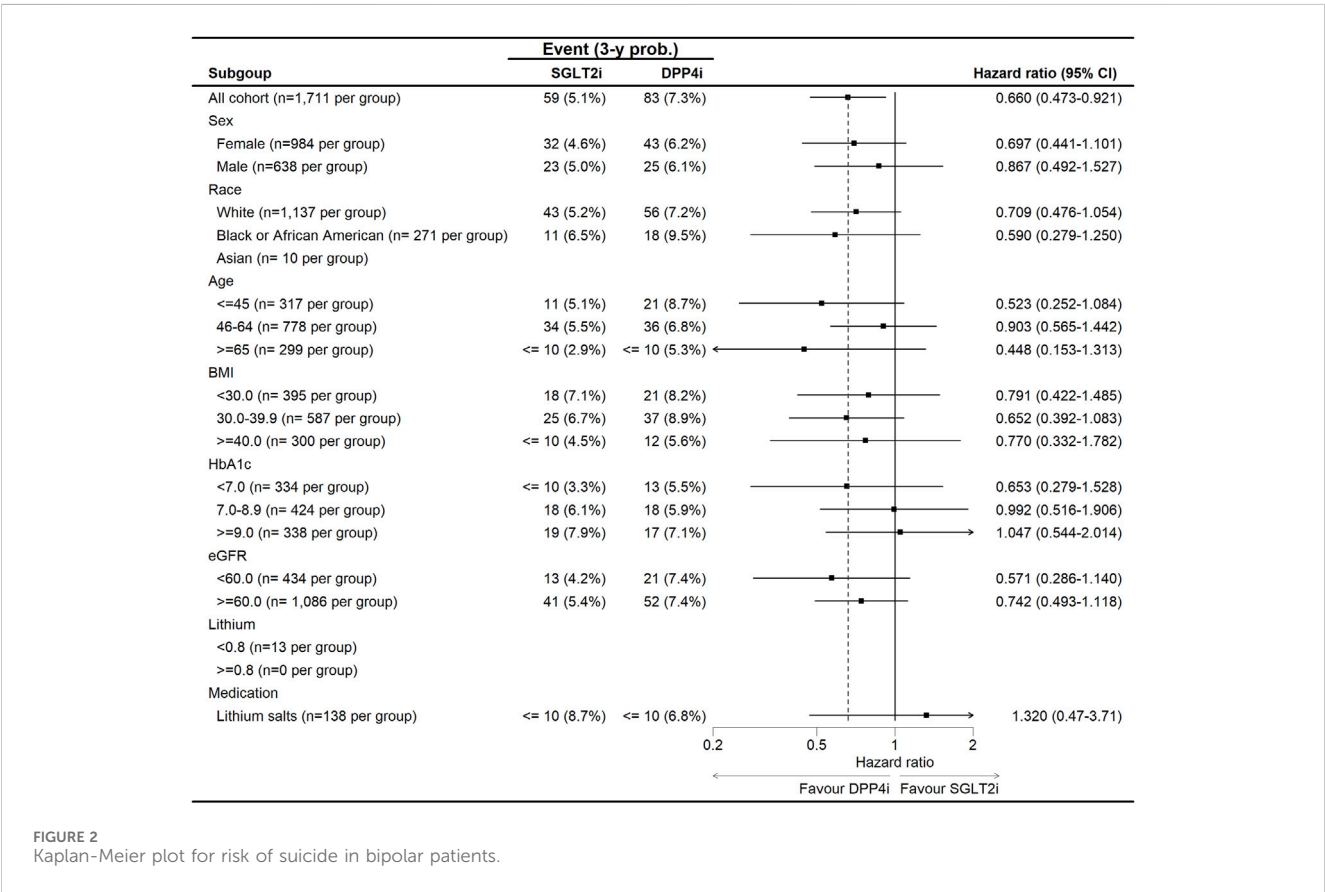 Event (3-y prob.)
Subgoup SGLT2i DPP4i Hazard ratio (95% CI)
All cohort (n=1,711 per group) 59 (5.1%) 83 (7.3%) 0.660 (0.473-0.921)
Sex
Female (n=984 per group) 32 (4.6%) 43 (6.2%) 0.697 (0.441-1.101)
Male (n=638 per group) 23 (5.0%) 25 (6.1%) 0.867 (0.492-1.527)
Race
White (n=1,137 per group) 43 (5.2%) 56 (7.2%) 0.709 (0.476-1.054)
Black or African American (n= 271 per group) 11 (6.5%) 18 (9.5%) 0.590 (0.279-1.250)
Asian (n= 10 per group)
Age
<=45 (n= 317 per group) 11 (5.1%) 21 (8.7%) 0.523 (0.252-1.084)
46-64 (n= 778 per group) 34 (5.5%) 36 (6.8%) 0.903 (0.565-1.442)
>=65 (n= 299 per group) <= 10 (2.9%) <= 10 (5.3%) 0.448 (0.153-1.313)
BMI
<30.0 (n= 395 per group) 18 (7.1%) 21 (8.2%) 0.791 (0.422-1.485)
30.0-39.9 (n= 587 per group) 25 (6.7%) 37 (8.9%) 0.652 (0.392-1.083)
>=40.0 (n= 300 per group) <= 10 (4.5%) 12 (5.6%) 0.770 (0.332-1.782)
HbA1c
<7.0 (n= 334 per group) <= 10 (3.3%) 13 (5.5%) 0.653 (0.279-1.528)
7.0-8.9 (n= 424 per group) 18 (6.1%) 18 (5.9%) 0.992 (0.516-1.906)
>=9.0 (n= 338 per group) 19 (7.9%) 17 (7.1%) 1.047 (0.544-2.014)
eGFR
<60.0 (n= 434 per group) 13 (4.2%) 21 (7.4%) 0.571 (0.286-1.140)
>=60.0 (n= 1,086 per group) 41 (5.4%) 52 (7.4%) 0.742 (0.493-1.118)
Lithium
<0.8 (n=13 per group)
>=0.8 (n=0 per group)
Medication
Lithium salts (n=138 per group) <= 10 (8.7%) <= 10 (6.8%) 1.320 (0.47-3.71)
0.2 0.5 1 2
Hazard ratio
Favour DPP4i Favour SGLT2i
FIGURE 2
Kaplan-Meier plot for risk of suicide in bipolar patients.